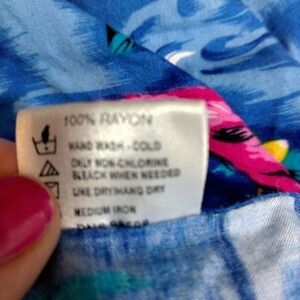 100% RAYON
HAND WASH - COLD
ONLY NON-CHLORINE
BLEACH WHEN NEEDED
LINE DRY/HANG DRY
MEDIUM IRON